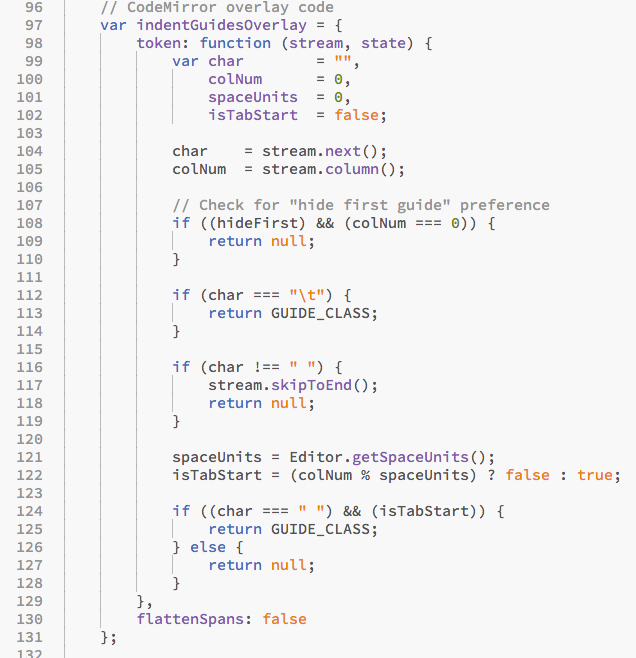 96 // CodeMirror overlay code
97 var indentGuidesOverlay = {
98 token: function (stream, state) {
99 var char = "",
100 colNum = 0,
101 spaceUnits = 0,
102 isTabStart = false;
103
104 char = stream.next();
105 colNum = stream.column();
106
107 // Check for "hide first guide" preference
108 if ((hideFirst) && (colNum === 0)) {
109 return null;
110 }
111
112 if (char === "\t") {
113 return GUIDE_CLASS;
114 }
115
116 if (char !== " ") {
117 stream.skipToEnd();
118 return null;
119 }
120
121 spaceUnits = Editor.getSpaceUnits();
122 isTabStart = (colNum % spaceUnits) ? false : true;
123
124 if ((char === " ") && (isTabStart)) {
125 return GUIDE_CLASS;
126 } else {
127 return null;
128 }
129 },
130 flattenSpans: false
131 };
132